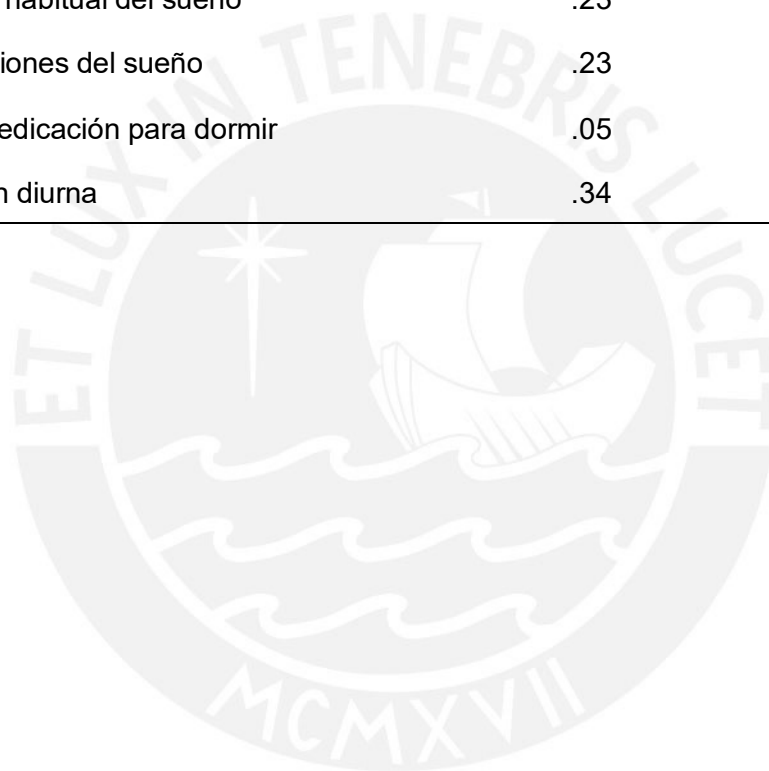 habitual del sueño .23
iones del sueño .23
edicación para dormir .05
n diurna .34
ET LUX IN TENEBRIS LUCET
MCMXVII